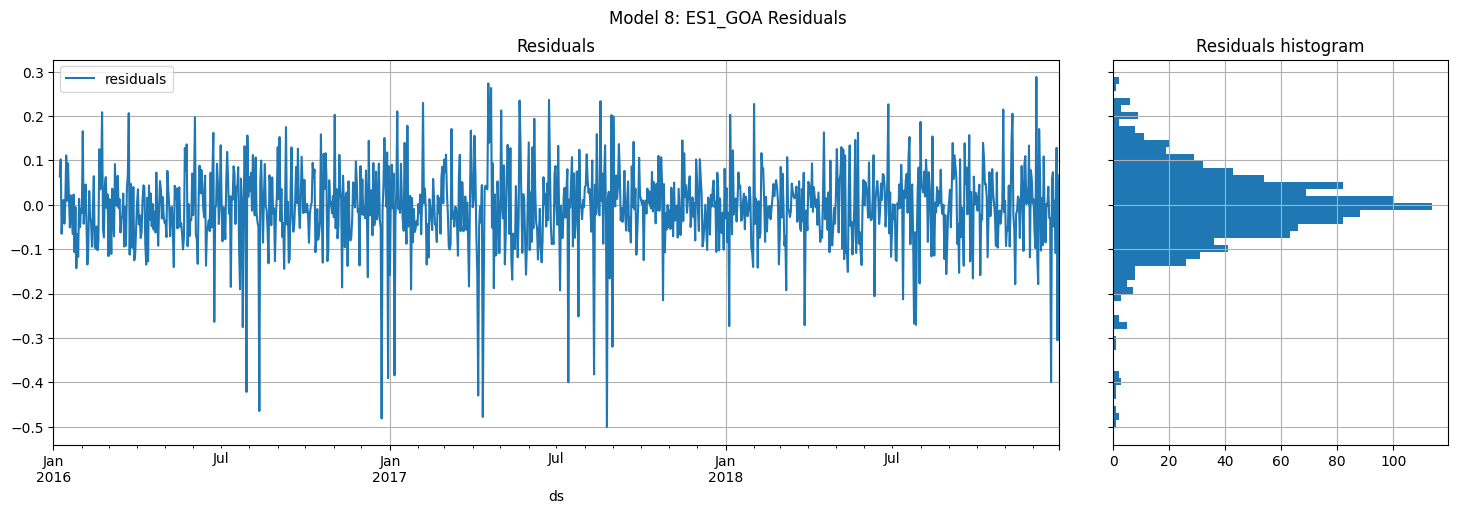 Model 8: ES1_GOA Residuals
Residuals
Residuals histogram
residuals
0.3
0.2
0.1
0.0
−0.1
−0.2
−0.3
−0.4
−0.5
Jan
2016
Jul
Jan
2017
Jul
Jan
2018
Jul
ds
0 20 40 60 80 100